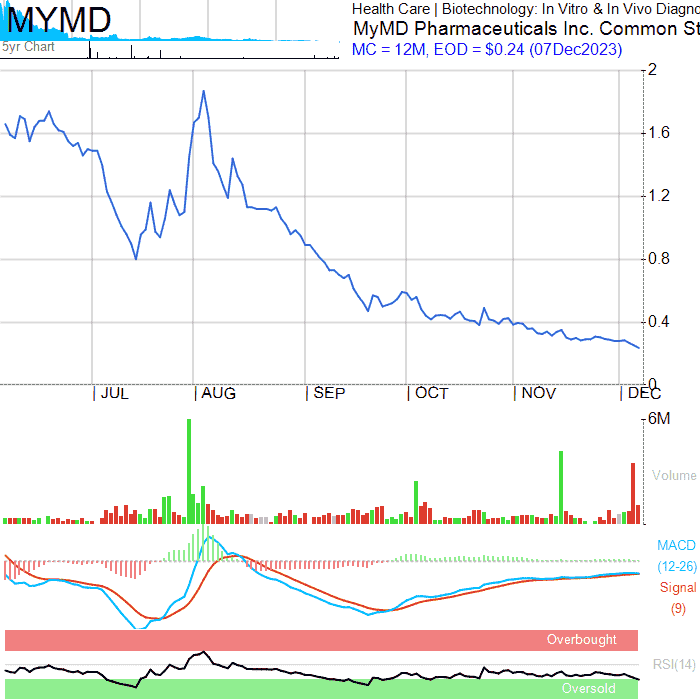 MYMD
5yr Chart
Health Care | Biotechnology: In Vitro & In Vivo Diagno
MyMD Pharmaceuticals Inc. Common St
MC = 12M, EOD = $0.24 (07Dec2023)
2
1.6
1.2
0.8
0.4
0
JUL AUG SEP OCT NOV DEC
6M
Volume
MACD
(12-26)
Signal
(9)
Overbought
RSI(14)
Oversold